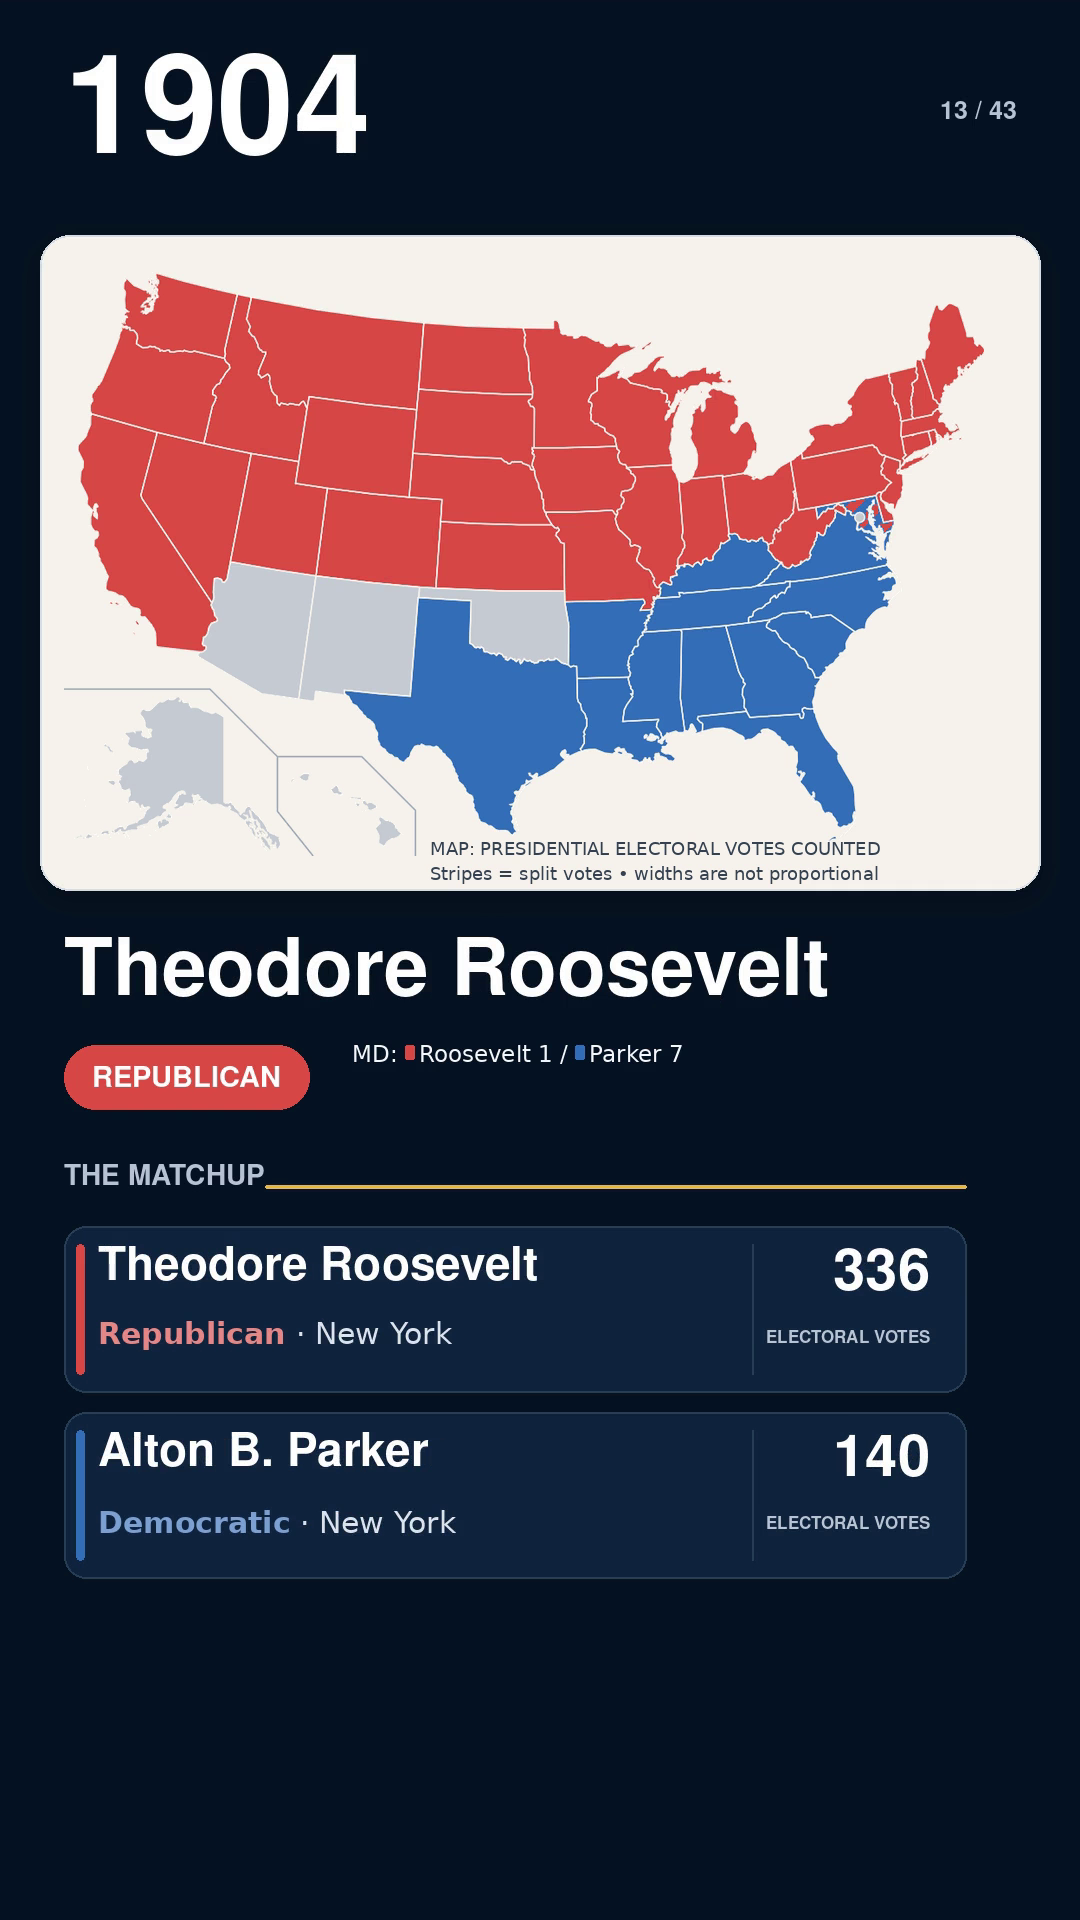 1904
13 / 43
MAP: PRESIDENTIAL ELECTORAL VOTES COUNTED
Stripes = split votes • widths are not proportional
Theodore Roosevelt
REPUBLICAN
MD: Roosevelt 1 / Parker 7
THE MATCHUP
Theodore Roosevelt
336
Republican · New York
ELECTORAL VOTES
Alton B. Parker
140
Democratic · New York
ELECTORAL VOTES